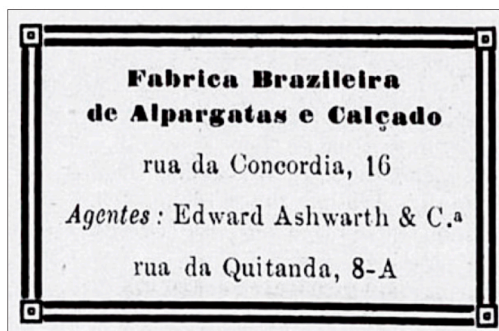 Fabrica Brazileira
de Alpargatas e Calçado
rua da Concordia, 16
Agentes: Edward Ashwarth & C.ª
rua da Quitanda, 8-A